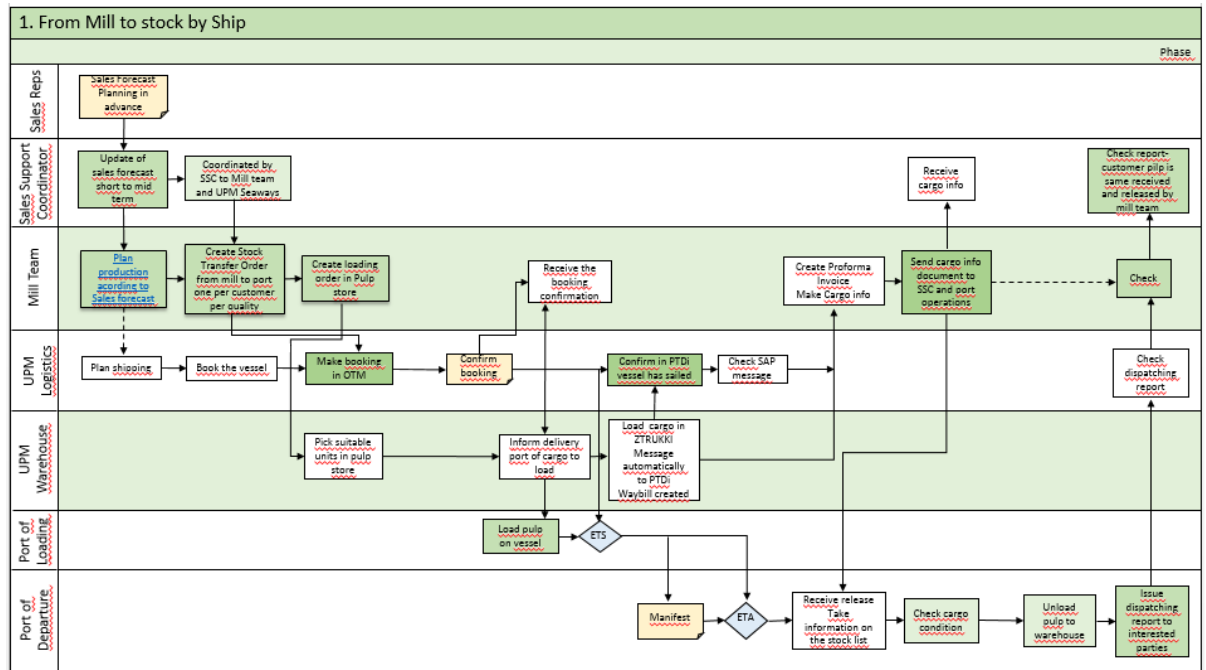 1. From Mill to stock by Ship
Phase
Sales Reps
Sales Forecast
Planning in
advance
Sales Support
Coordinator
Update of
sales forecast
short to mid
term
Coordinated by
SSC to Mill team
and UPM Seaways
Receive
cargo info
Check report-
customer pilp is
same received
and released by
mill team
Mill Team
Plan
production
acording to
Sales forecast
Create Stock
Transfer Order
from mill to port
one per customer
per quality
Create loading
order in Pulp
store
Receive the
booking
confirmation
Create Proforma
Invoice
Make Cargo info
Send cargo info
document to
SSC and port
operations
Check
UPM
Logistics
Plan shipping
Book the vessel
Make booking
in OTM
Confirm
booking
Confirm in PTDi
vessel has sailed
Check SAP
message
Check
dispatching
report
UPM
Warehouse
Pick suitable
units in pulp
store
Inform delivery
port of cargo to
load
Load cargo in
ZTRUKKI
Message
automatically
to PTDi
Waybill created
Port of
Loading
Load pulp
on vessel
ETS
Port of
Departure
Manifest
ETA
Receive release
Take
information on
the stock list
Check cargo
condition
Unload
pulp to
warehouse
Issue
dispatching
report to
interested
parties